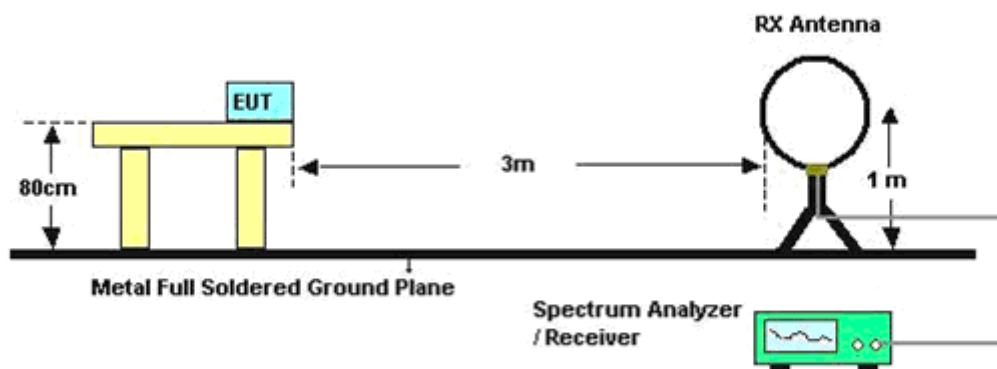 RX Antenna
EUT
80cm
3m
1 m
Metal Full Soldered Ground Plane
Spectrum Analyzer
/ Receiver